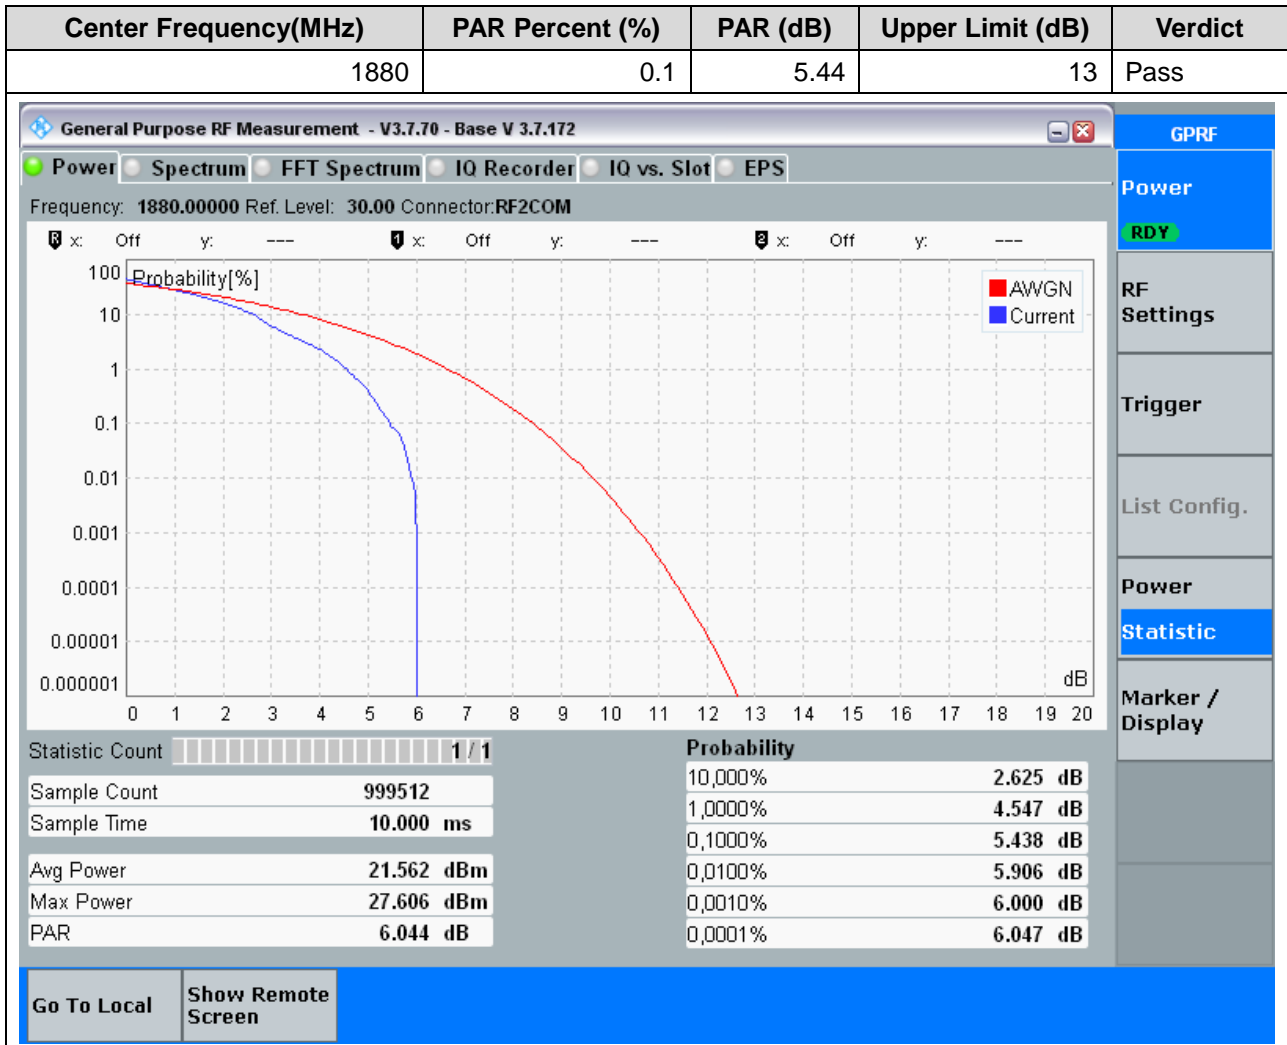 Center Frequency(MHz) PAR Percent (%) PAR (dB) Upper Limit (dB) Verdict
1880 0.1 5.44 13 Pass
General Purpose RF Measurement - V3.7.70 - Base V 3.7.172
GPRF
Power Spectrum FFT Spectrum IQ Recorder IQ vs. Slot EPS
Power
RDY
Frequency: 1880.00000 Ref. Level: 30.00 Connector:RF2COM
R x: Off y: --- 1 x: Off y: --- 2 x: Off y: ---
Probability[%]
AWGN
Current
100
10
1
0.1
0.01
0.001
0.0001
0.00001
0.000001
dB
0 1 2 3 4 5 6 7 8 9 10 11 12 13 14 15 16 17 18 19 20
RF
Settings
Trigger
List Config.
Power
Statistic
Marker /
Display
Statistic Count 1 / 1
Sample Count 999512
Sample Time 10.000 ms
Avg Power 21.562 dBm
Max Power 27.606 dBm
PAR 6.044 dB
Probability
10,000% 2.625 dB
1,0000% 4.547 dB
0,1000% 5.438 dB
0,0100% 5.906 dB
0,0010% 6.000 dB
0,0001% 6.047 dB
Go To Local
Show Remote
Screen